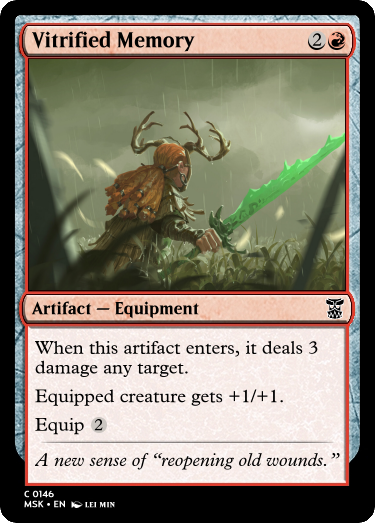 Vitrified Memory 2
Artifact — Equipment
When this artifact enters, it deals 3
damage any target.
Equipped creature gets +1/+1.
Equip 2
A new sense of “reopening old wounds.”
C 0146
MSK • EN LEI MIN